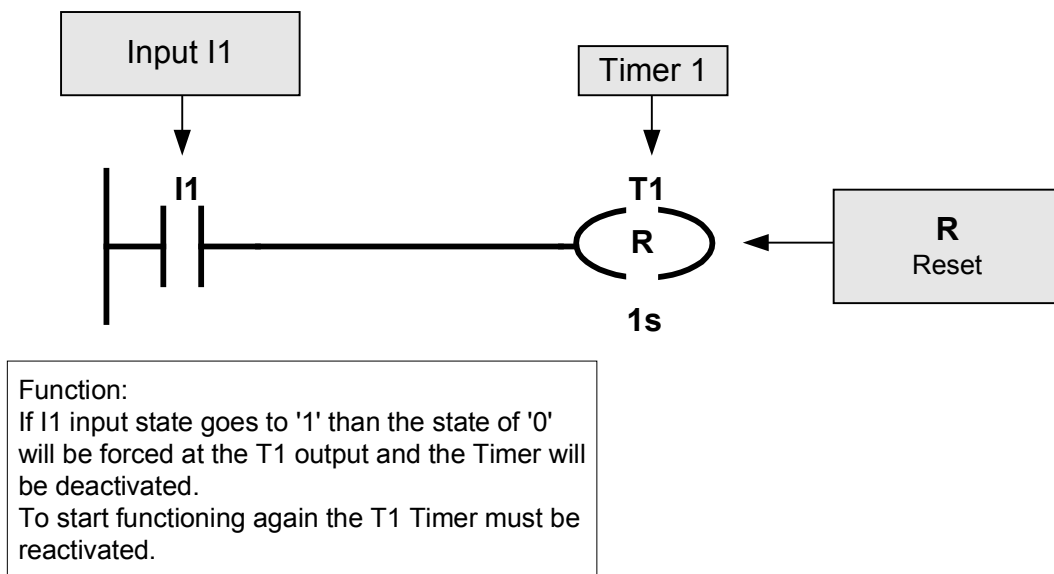 Input I1
Timer 1
I1
T1
R
R
Reset
1s
Function:
If I1 input state goes to '1' than the state of '0'
will be forced at the T1 output and the Timer will
be deactivated.
To start functioning again the T1 Timer must be
reactivated.